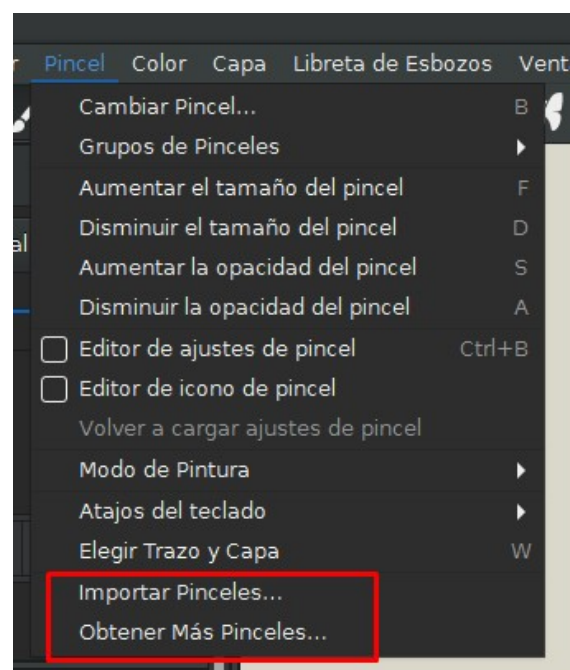 Pincel Color Capa Libreta de Esbozos Vent
Cambiar Pincel... B
Grupos de Pinceles
Aumentar el tamaño del pincel F
Disminuir el tamaño del pincel D
al
Aumentar la opacidad del pincel S
Disminuir la opacidad del pincel A
Editor de ajustes de pincel Ctrl+B
Editor de icono de pincel
Volver a cargar ajustes de pincel
Modo de Pintura
Atajos del teclado
Elegir Trazo y Capa W
Importar Pinceles...
Obtener Más Pinceles...